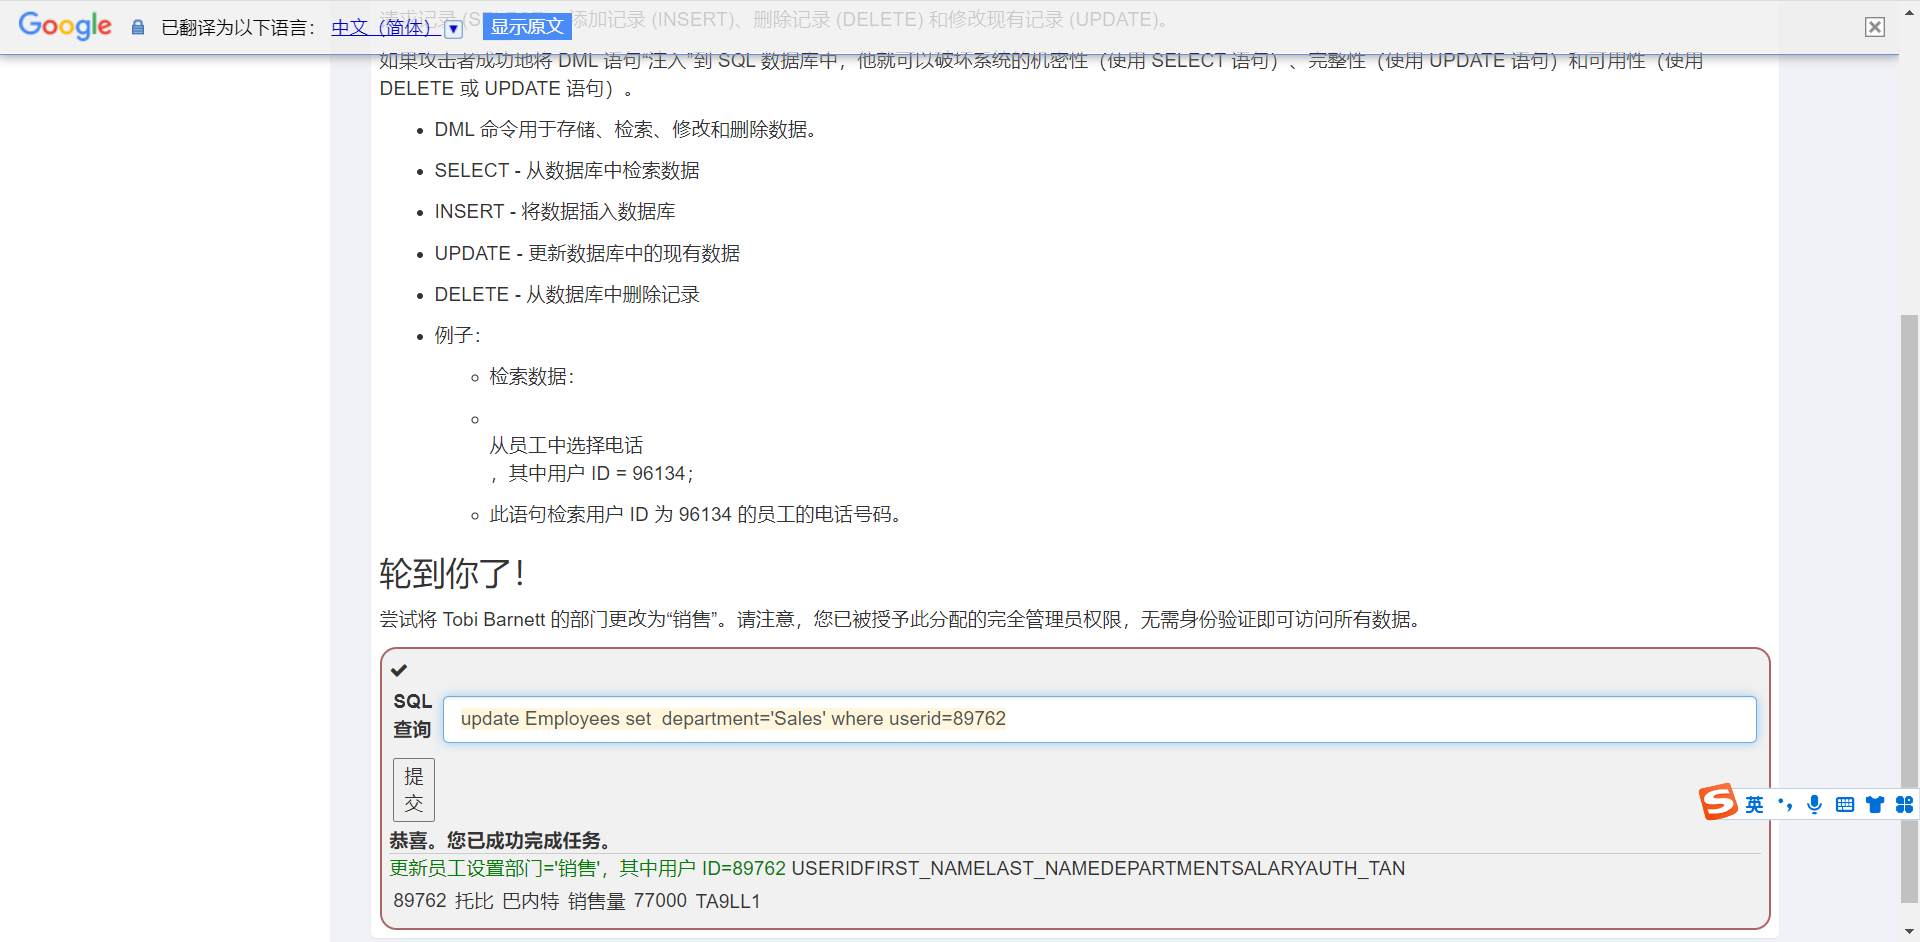 Google 已翻译为以下语言： 中文（简体） ▼ 显示原文
请求记录 (SELECT)、添加记录 (INSERT)、删除记录 (DELETE) 和修改现有记录 (UPDATE)。
如果攻击者成功地将 DML 语句“注入”到 SQL 数据库中，他就可以破坏系统的机密性（使用 SELECT 语句）、完整性（使用 UPDATE 语句）和可用性（使用
DELETE 或 UPDATE 语句）。
DML 命令用于存储、检索、修改和删除数据。
SELECT - 从数据库中检索数据
INSERT - 将数据插入数据库
UPDATE - 更新数据库中的现有数据
DELETE - 从数据库中删除记录
例子：
检索数据：
从员工中选择电话
，其中用户 ID = 96134；
此语句检索用户 ID 为 96134 的员工的电话号码。
轮到你了！
尝试将 Tobi Barnett 的部门更改为“销售”。请注意，您已被授予此分配的完全管理员权限，无需身份验证即可访问所有数据。
SQL
查询
update Employees set  department='Sales' where userid=89762
提
交
英
恭喜。您已成功完成任务。
更新员工设置部门='销售'，其中用户 ID=89762 USERIDFIRST_NAMELAST_NAMEDEPARTMENTSALARYAUTH_TAN
89762 托比 巴内特 销售量 77000 TA9LL1